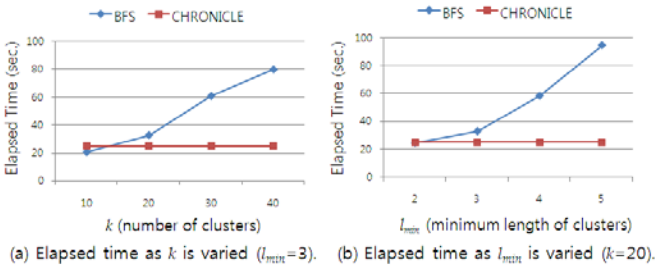 BFS CHRONICLE
Elapsed Time (sec.)
100
80
60
40
20
0
10 20 30 40
k (number of clusters)
(a) Elapsed time as k is varied (lmin=3).
BFS CHRONICLE
Elapsed Time (sec.)
100
80
60
40
20
0
2 3 4 5
lmin (minimum length of clusters)
(b) Elapsed time as lmin is varied (k=20).